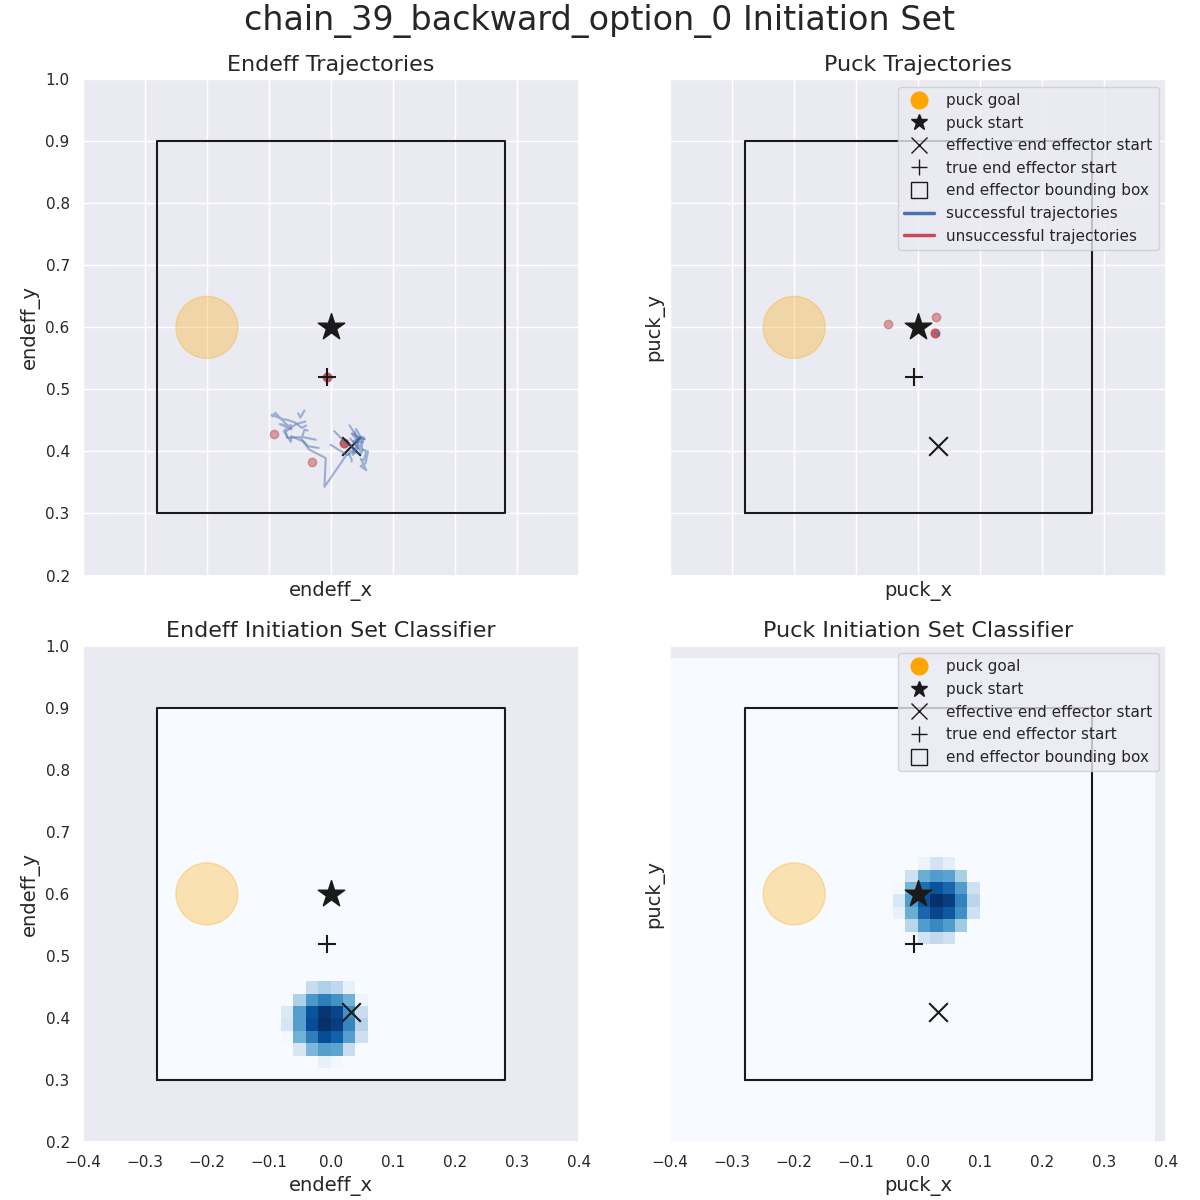 chain_39_backward_option_0 Initiation Set
Endeff Trajectories
1.0
0.9
0.8
0.7
0.6
0.5
0.4
0.3
0.2
endeff_y
endeff_x
Puck Trajectories
puck goal
puck start
effective end effector start
true end effector start
end effector bounding box
successful trajectories
unsuccessful trajectories
puck_y
puck_x
Endeff Initiation Set Classifier
1.0
0.9
0.8
0.7
0.6
0.5
0.4
0.3
0.2
endeff_y
−0.4 −0.3 −0.2 −0.1 0.0 0.1 0.2 0.3 0.4
endeff_x
Puck Initiation Set Classifier
puck goal
puck start
effective end effector start
true end effector start
end effector bounding box
puck_y
−0.4 −0.3 −0.2 −0.1 0.0 0.1 0.2 0.3 0.4
puck_x